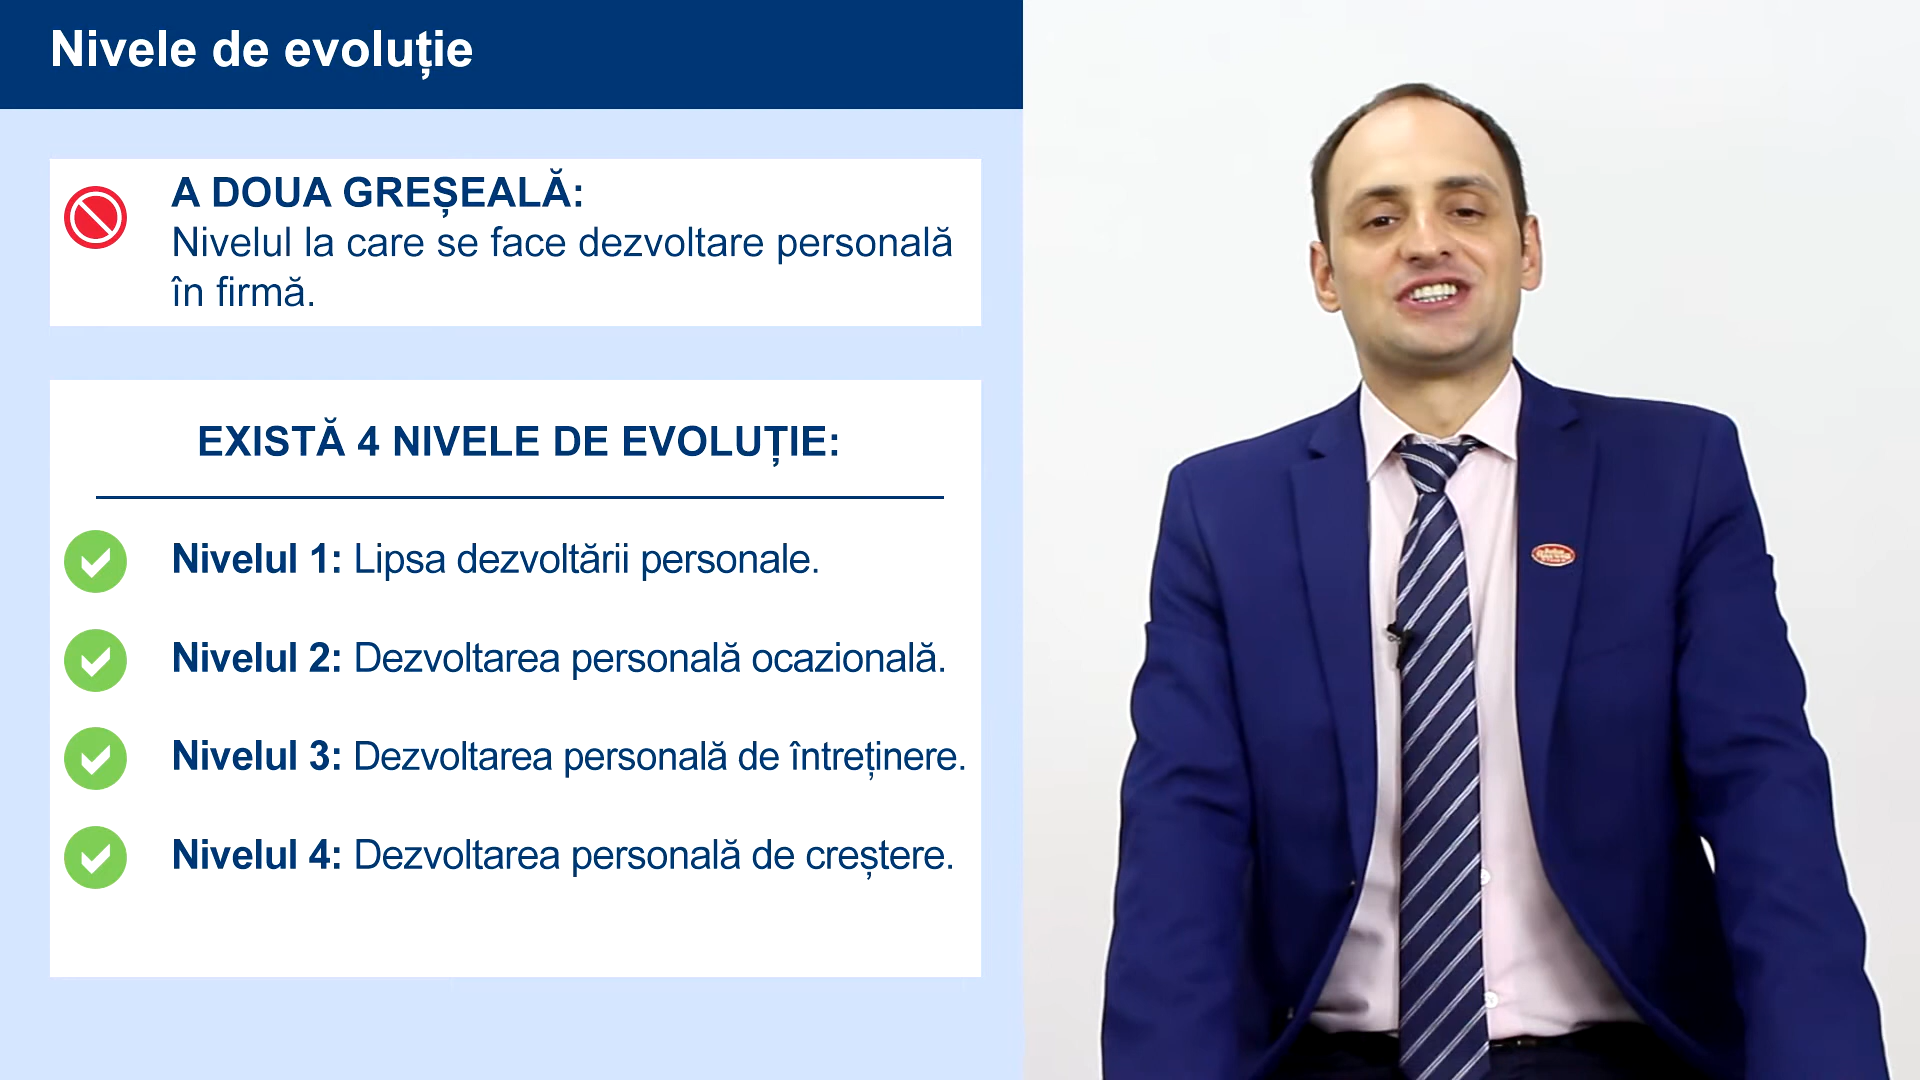 Nivele de evoluție
A DOUA GREȘEALĂ:
Nivelul la care se face dezvoltare personală
în firmă.
EXISTĂ 4 NIVELE DE EVOLUȚIE:
Nivelul 1: Lipsa dezvoltării personale.
Nivelul 2: Dezvoltarea personală ocazională.
Nivelul 3: Dezvoltarea personală de întreținere.
Nivelul 4: Dezvoltarea personală de creștere.